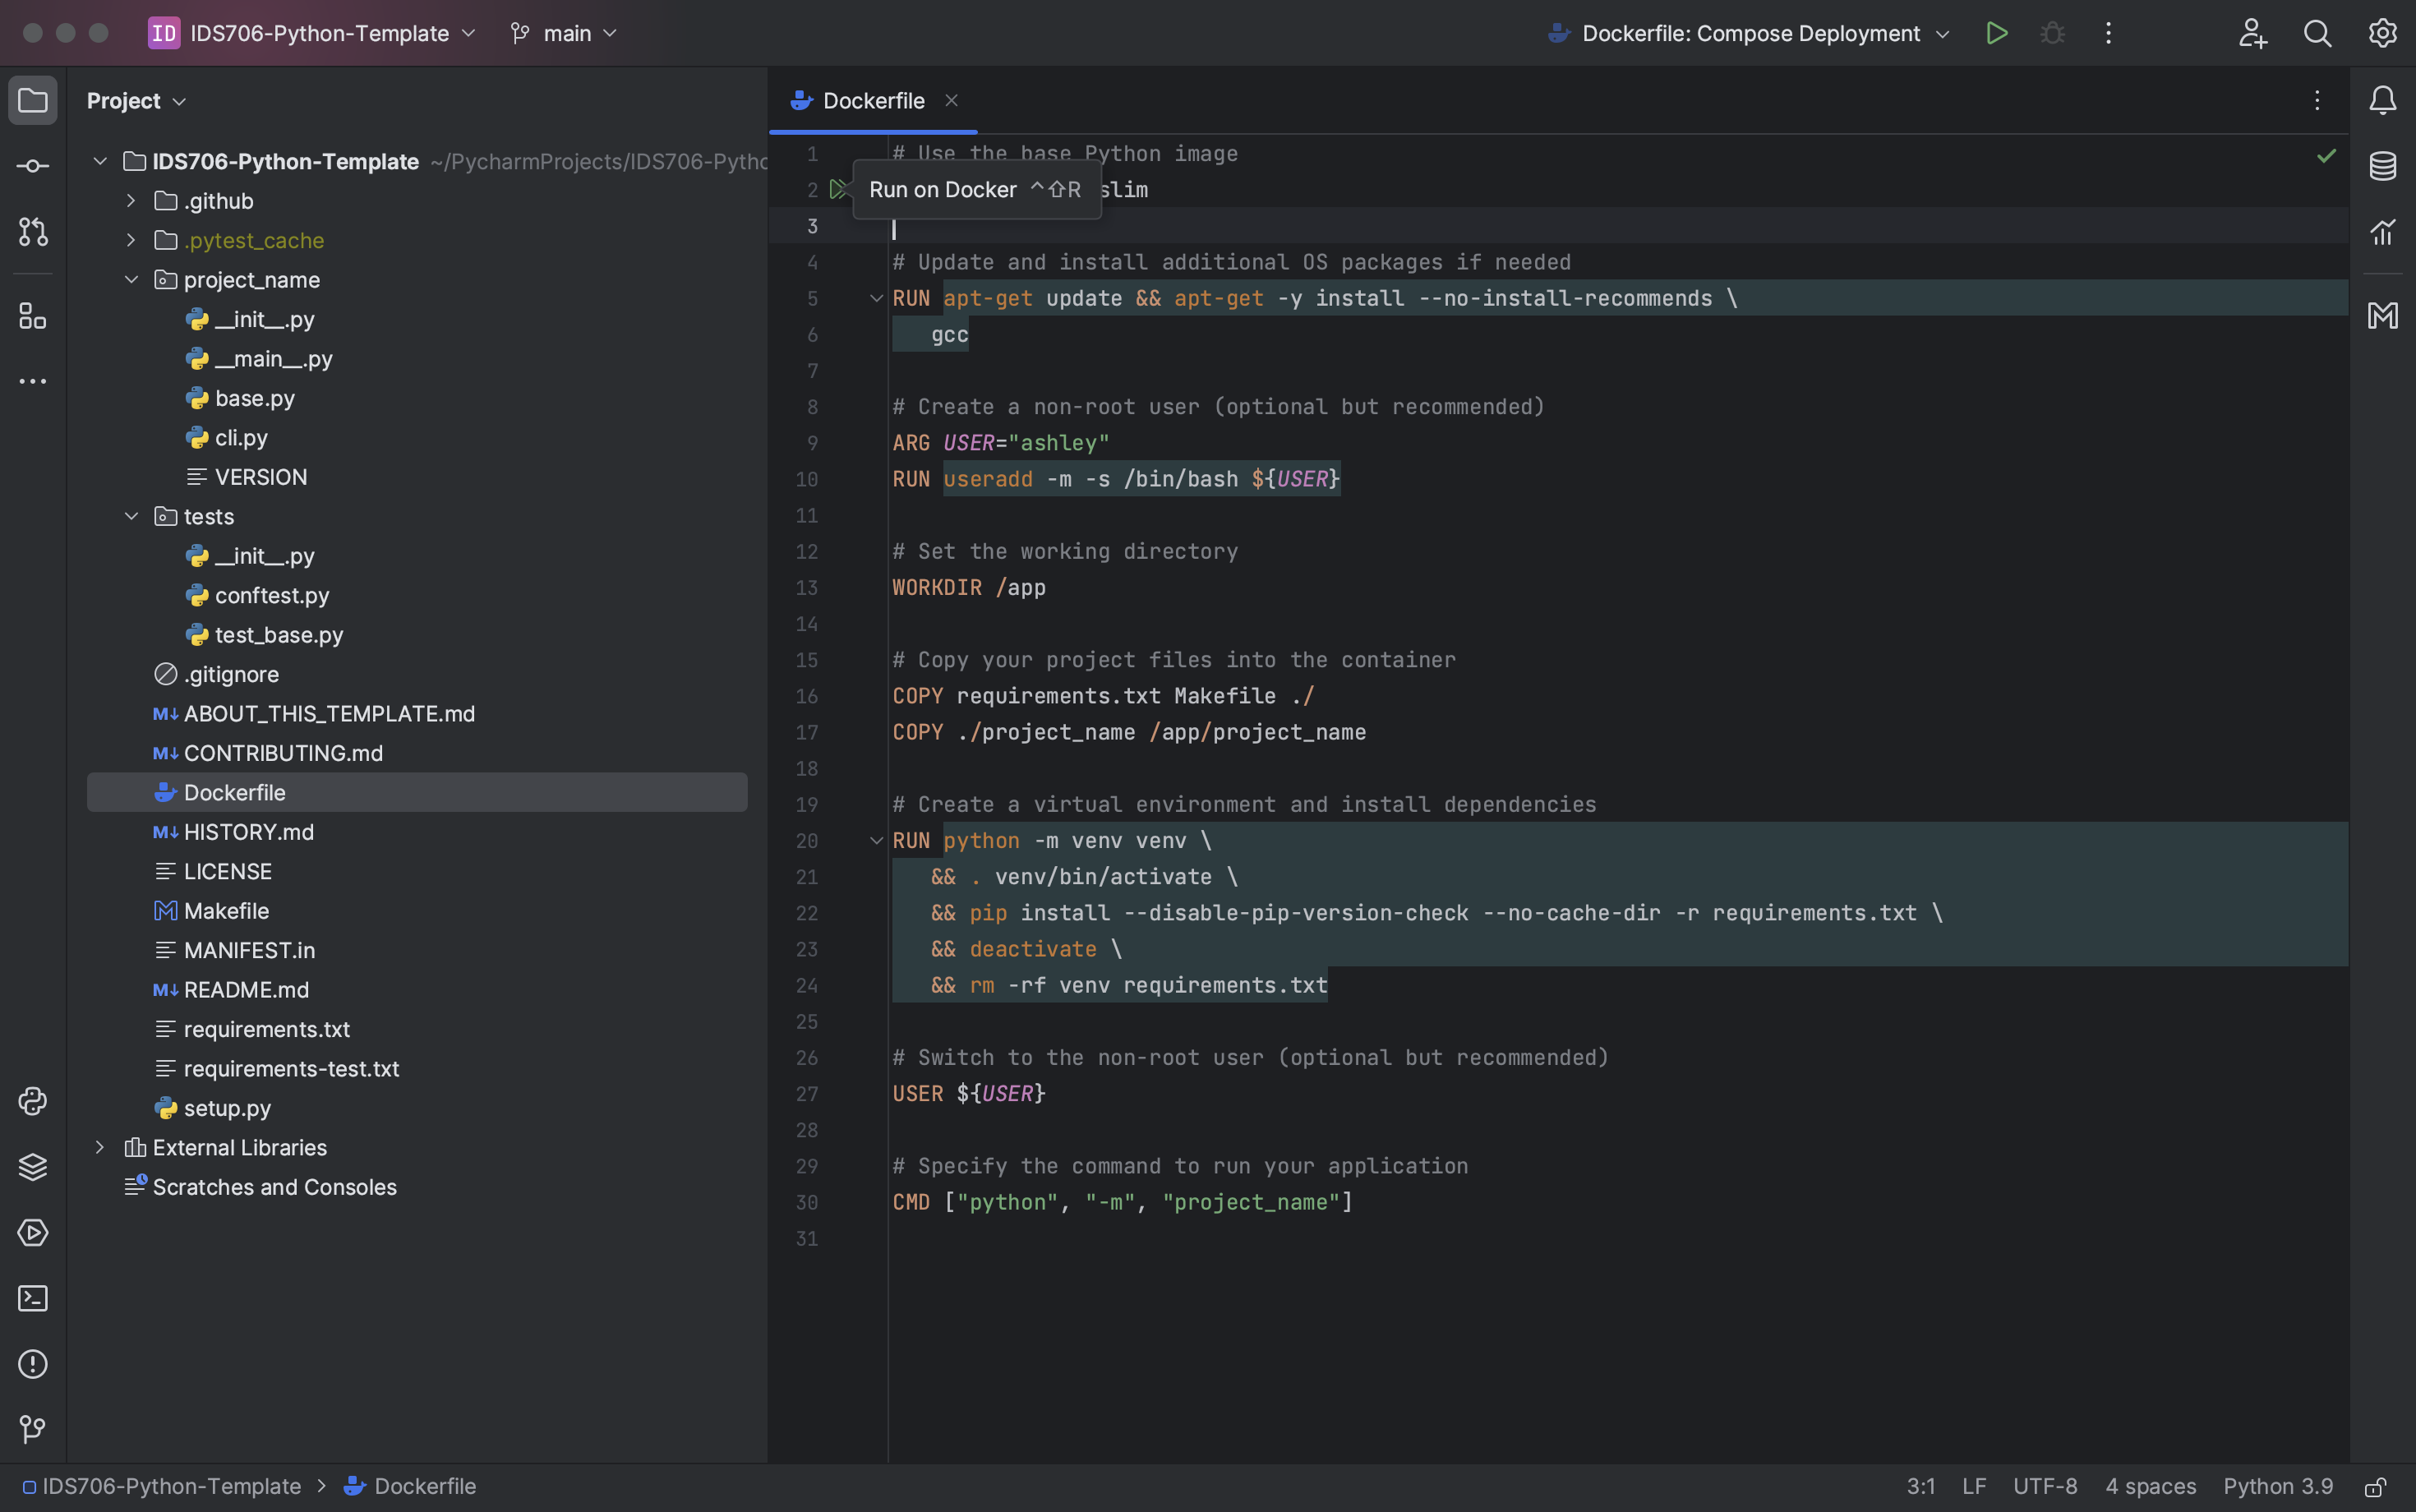 ID IDS706-Python-Template main Dockerfile: Compose Deployment
Project
IDS706-Python-Template ~/PycharmProjects/IDS706-Pytho
.github
.pytest_cache
project_name
__init__.py
__main__.py
base.py
cli.py
VERSION
tests
__init__.py
conftest.py
test_base.py
.gitignore
M↓ ABOUT_THIS_TEMPLATE.md
M↓ CONTRIBUTING.md
Dockerfile
M↓ HISTORY.md
LICENSE
Makefile
MANIFEST.in
M↓ README.md
requirements.txt
requirements-test.txt
setup.py
External Libraries
Scratches and Consoles
Dockerfile
1 # Use the base Python image
2 slim
Run on Docker ^⇧R
3
4 # Update and install additional OS packages if needed
5 RUN apt-get update && apt-get -y install --no-install-recommends \
6    gcc
7
8 # Create a non-root user (optional but recommended)
9 ARG USER="ashley"
10 RUN useradd -m -s /bin/bash ${USER}
11
12 # Set the working directory
13 WORKDIR /app
14
15 # Copy your project files into the container
16 COPY requirements.txt Makefile ./
17 COPY ./project_name /app/project_name
18
19 # Create a virtual environment and install dependencies
20 RUN python -m venv venv \
21    && . venv/bin/activate \
22    && pip install --disable-pip-version-check --no-cache-dir -r requirements.txt \
23    && deactivate \
24    && rm -rf venv requirements.txt
25
26 # Switch to the non-root user (optional but recommended)
27 USER ${USER}
28
29 # Specify the command to run your application
30 CMD ["python", "-m", "project_name"]
31
IDS706-Python-Template > Dockerfile
3:1 LF UTF-8 4 spaces Python 3.9